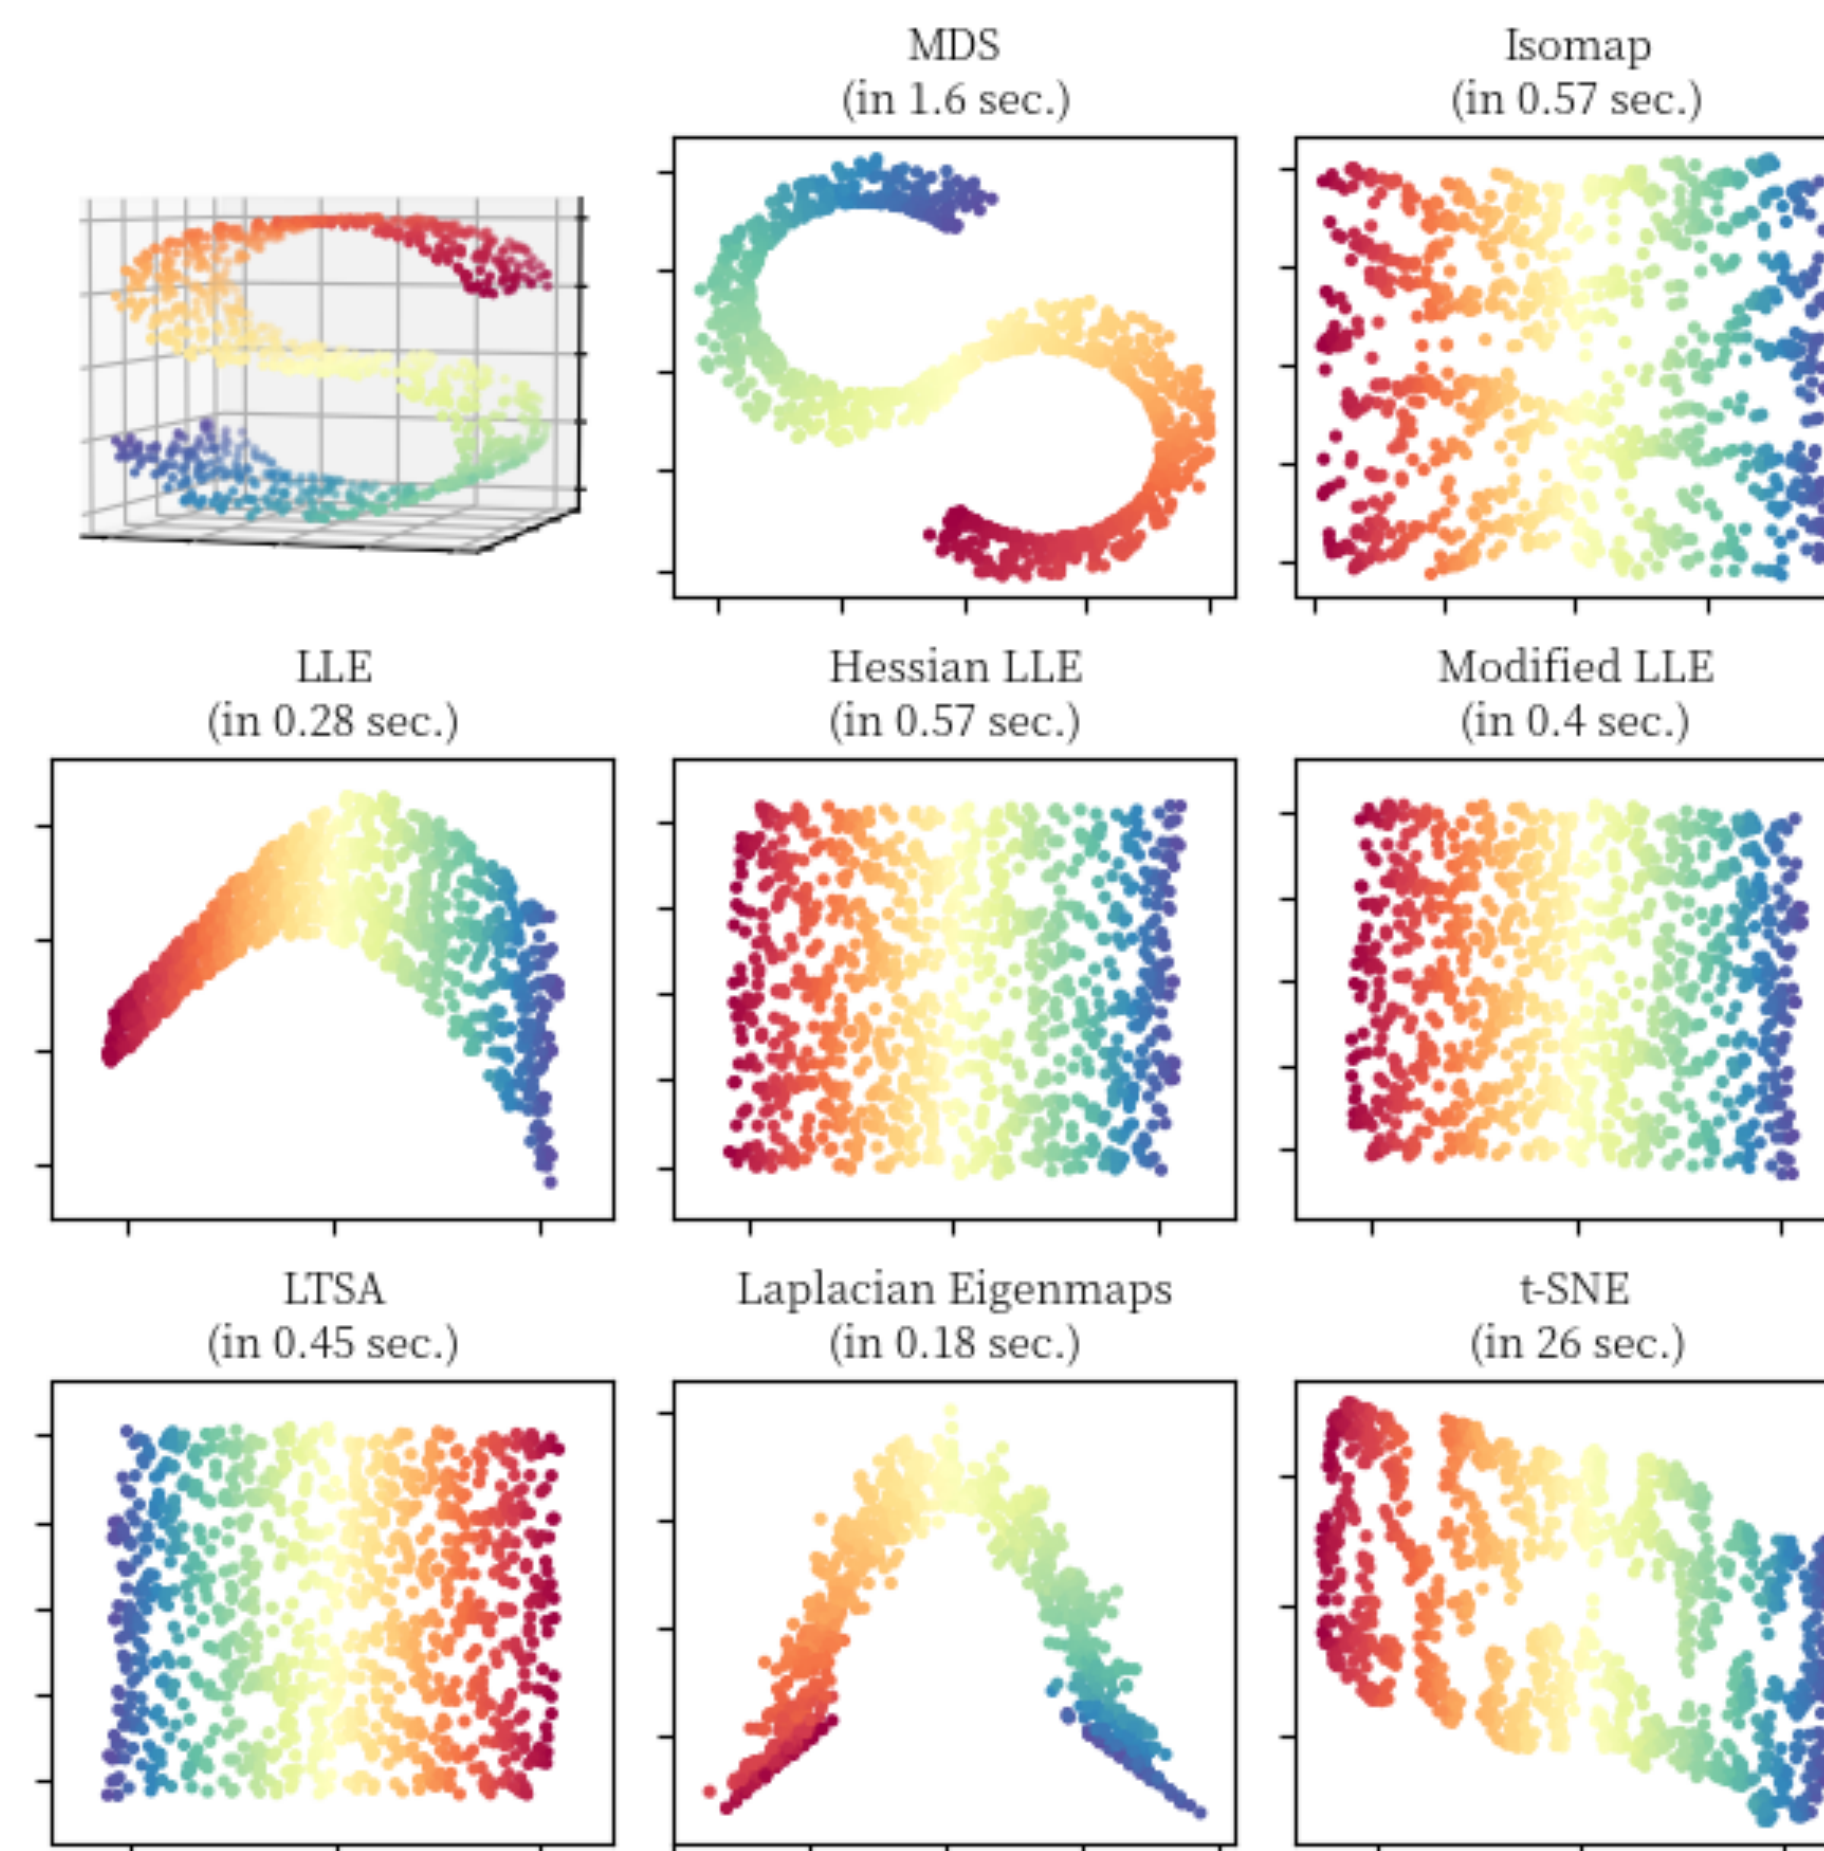 MDS
(in 1.6 sec.)
Isomap
(in 0.57 sec.)
LLE
(in 0.28 sec.)
Hessian LLE
(in 0.57 sec.)
Modified LLE
(in 0.4 sec.)
LTSA
(in 0.45 sec.)
Laplacian Eigenmaps
(in 0.18 sec.)
t-SNE
(in 26 sec.)